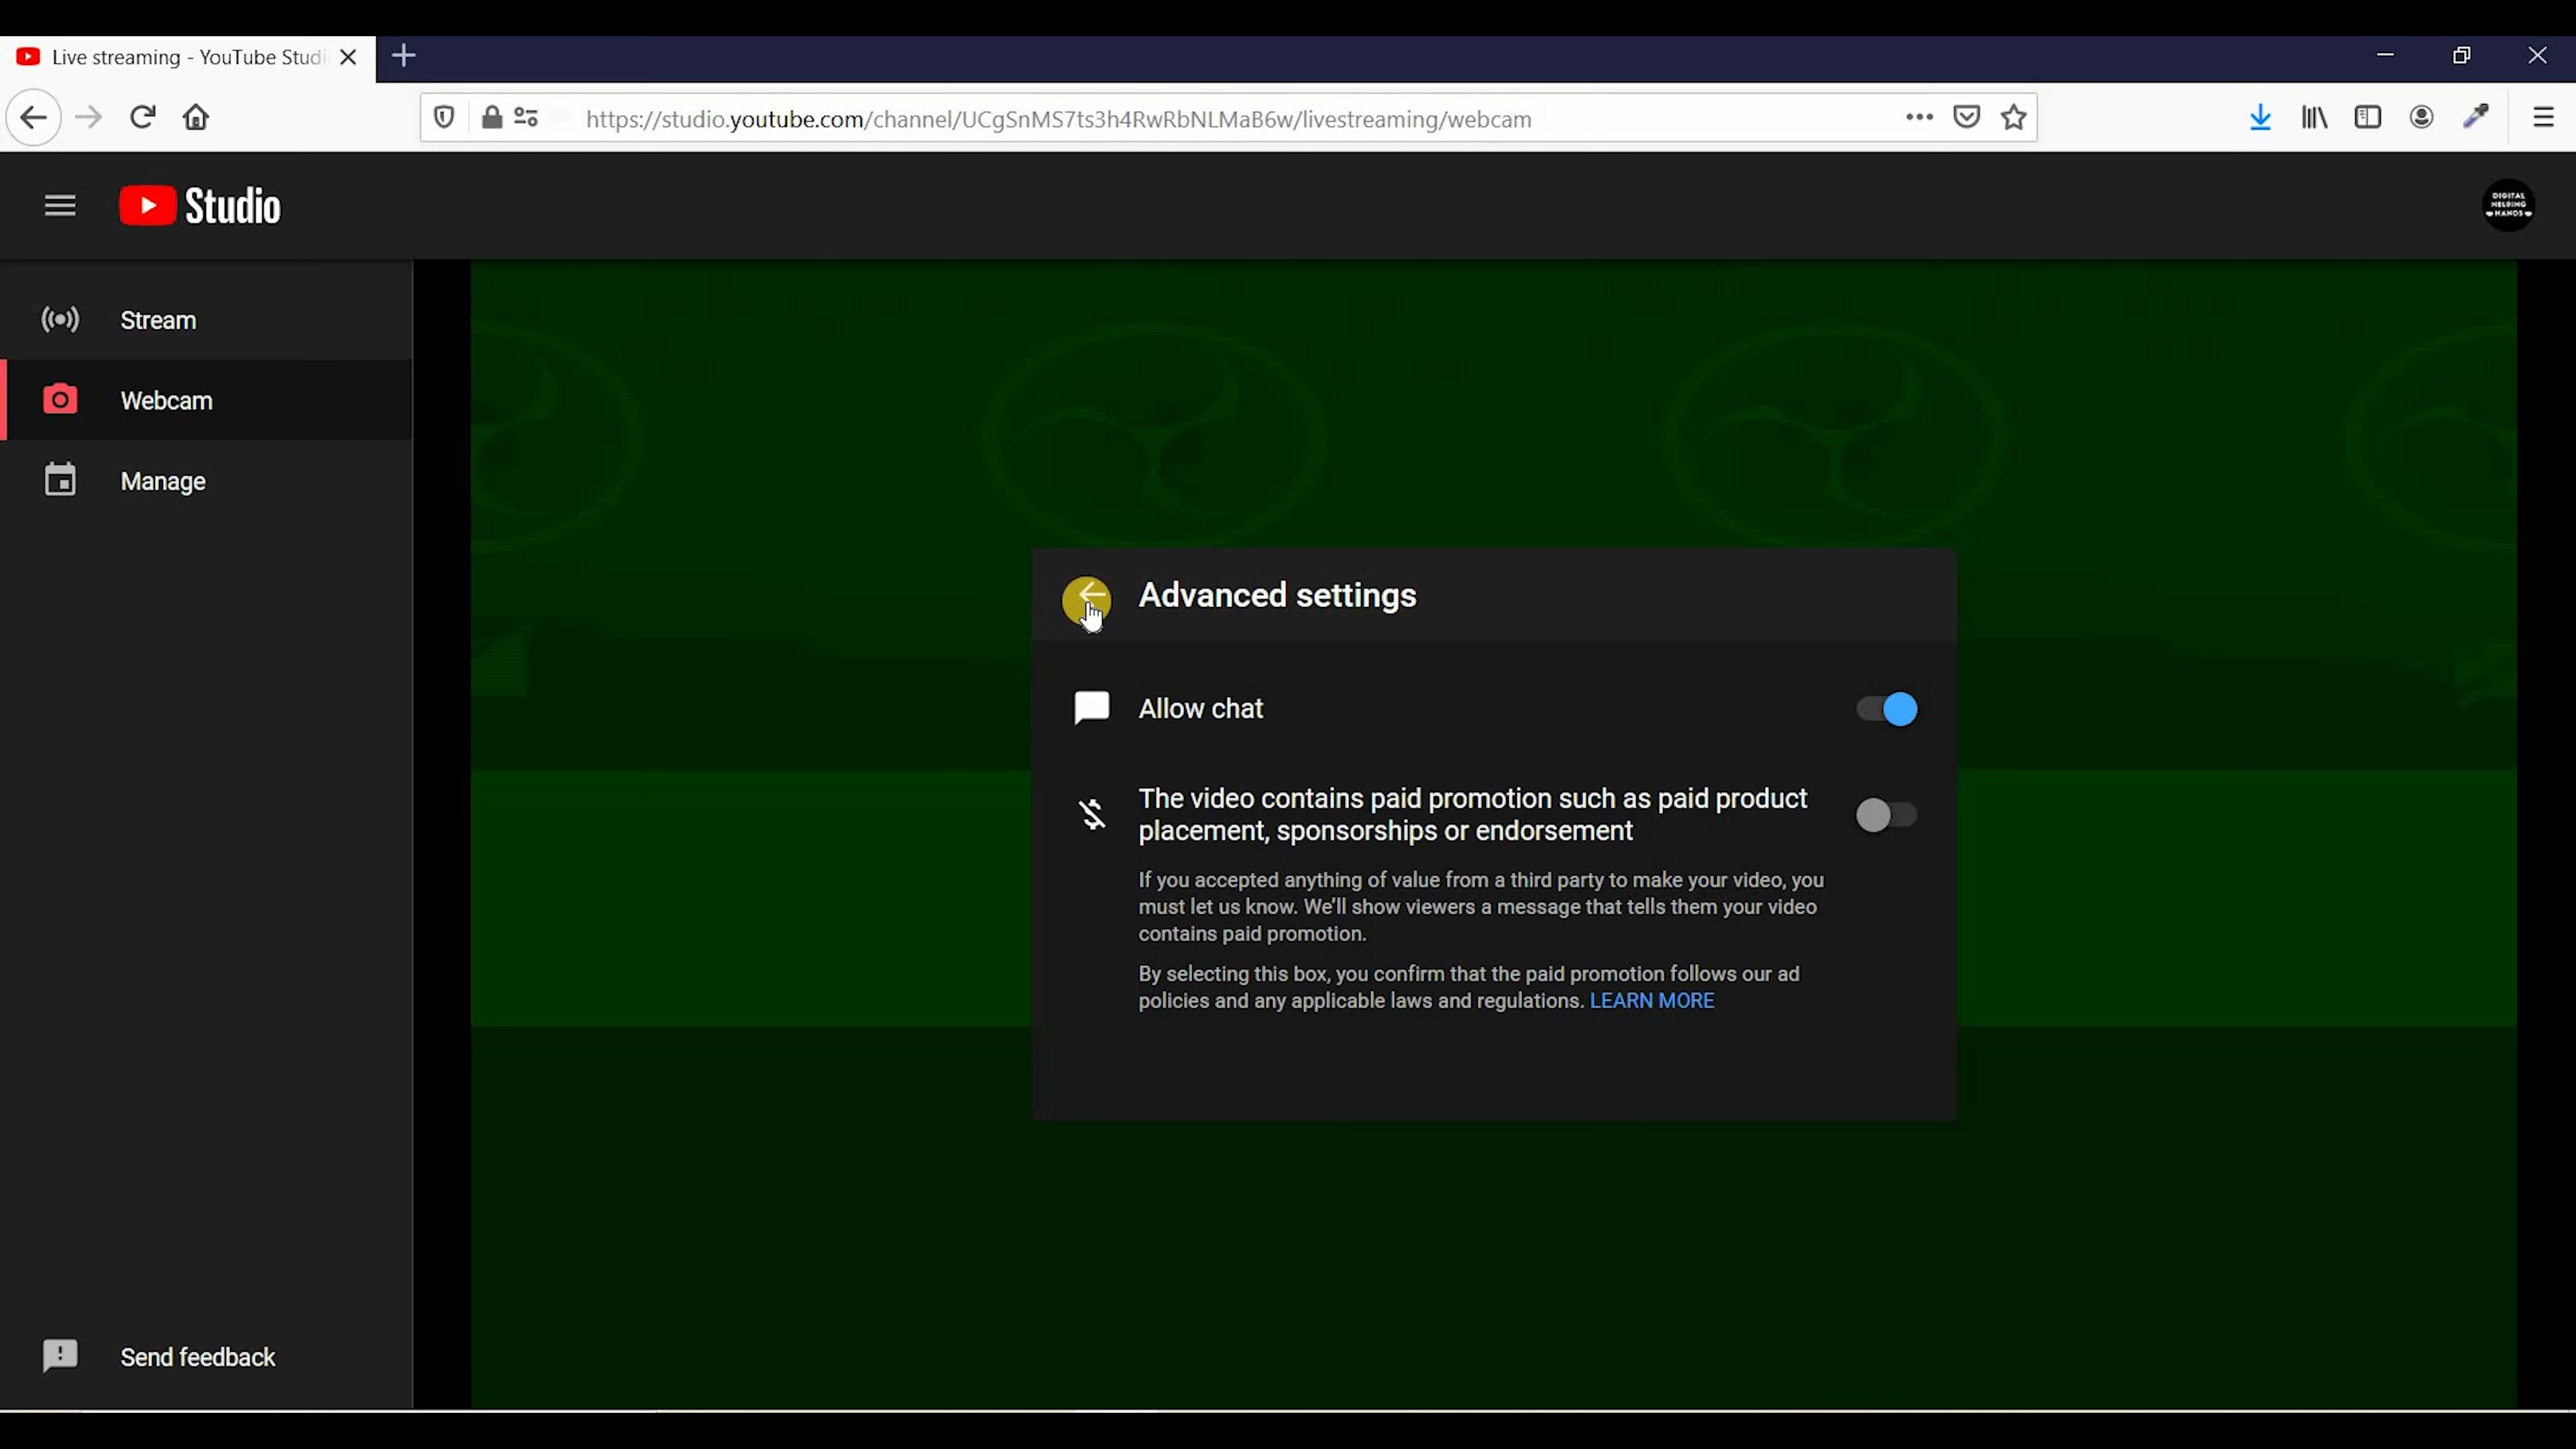 Live streaming - YouTube Studi
https://studio.youtube.com/channel/UCgSnMS7ts3h4RwRbNLMaB6w/livestreaming/webcam
Studio
DIGITAL
HELPING
HANDS
Stream
Webcam
Manage
Advanced settings
Allow chat
The video contains paid promotion such as paid product
placement, sponsorships or endorsement
If you accepted anything of value from a third party to make your video, you
must let us know. We'll show viewers a message that tells them your video
contains paid promotion.
By selecting this box, you confirm that the paid promotion follows our ad
policies and any applicable laws and regulations. LEARN MORE
Send feedback